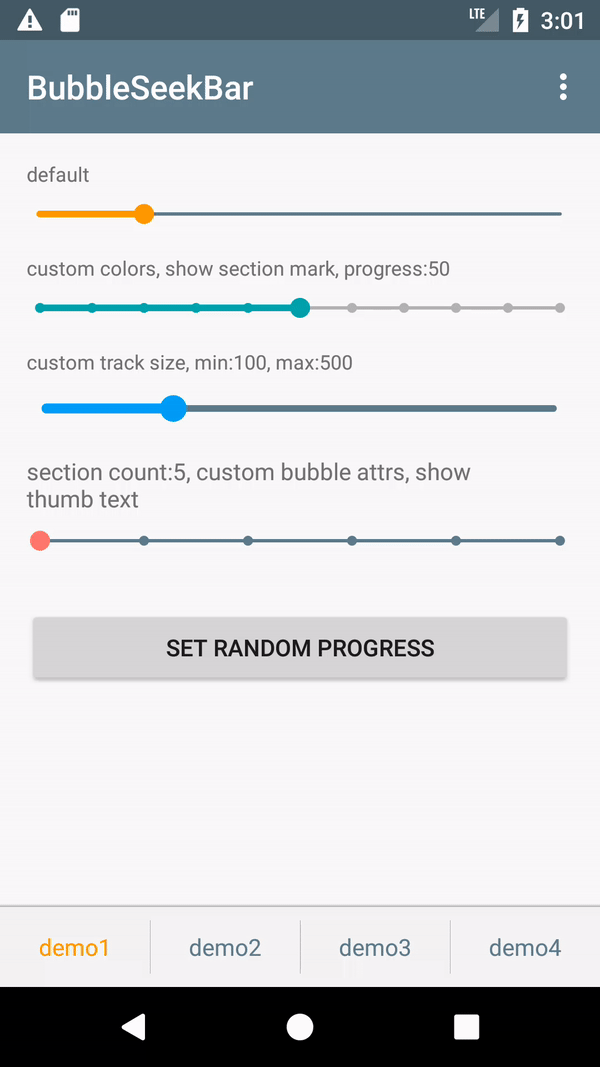 LTE 3:01
BubbleSeekBar
default
custom colors, show section mark, progress:50
custom track size, min:100, max:500
section count:5, custom bubble attrs, show
thumb text
SET RANDOM PROGRESS
demo1 demo2 demo3 demo4